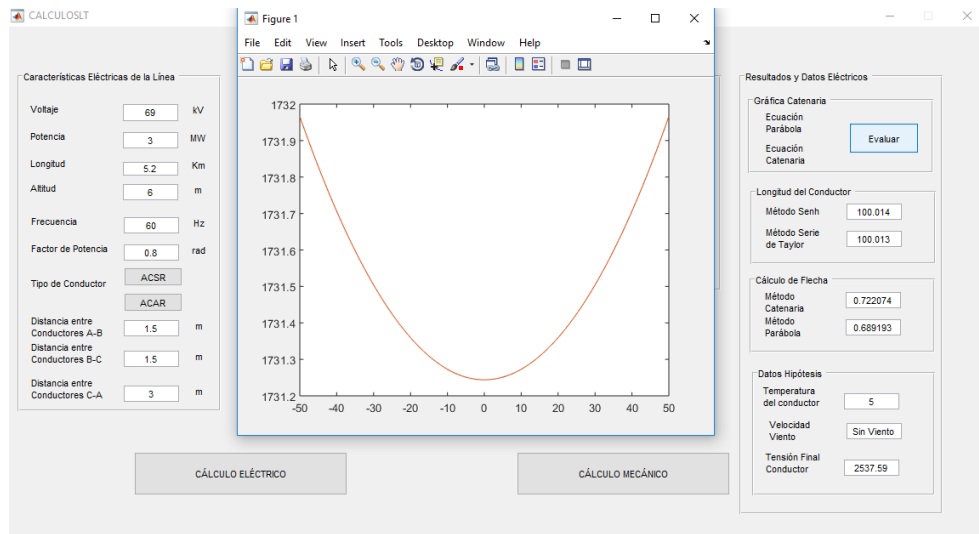 CALCULOSLT
Figure 1
File Edit View Insert Tools Desktop Window Help
Características Eléctricas de la Línea
Voltaje 69 kV
Potencia 3 MW
Longitud 5.2 Km
Altitud 6 m
Frecuencia 60 Hz
Factor de Potencia 0.8 rad
Tipo de Conductor
ACSR
ACAR
Distancia entre
Conductores A-B 1.5 m
Distancia entre
Conductores B-C 1.5 m
Distancia entre
Conductores C-A 3 m
1732
1731.9
1731.8
1731.7
1731.6
1731.5
1731.4
1731.3
1731.2
-50 -40 -30 -20 -10 0 10 20 30 40 50
Resultados y Datos Eléctricos
Gráfica Catenaria
Ecuación
Parábola
Ecuación
Catenaria
Evaluar
Longitud del Conductor
Método Senh 100.014
Método Serie
de Taylor 100.013
Cálculo de Flecha
Método
Catenaria 0.722074
Método
Parábola 0.689193
Datos Hipótesis
Temperatura
del conductor 5
Velocidad
Viento Sin Viento
Tensión Final
Conductor 2537.59
CÁLCULO ELÉCTRICO
CÁLCULO MECÁNICO